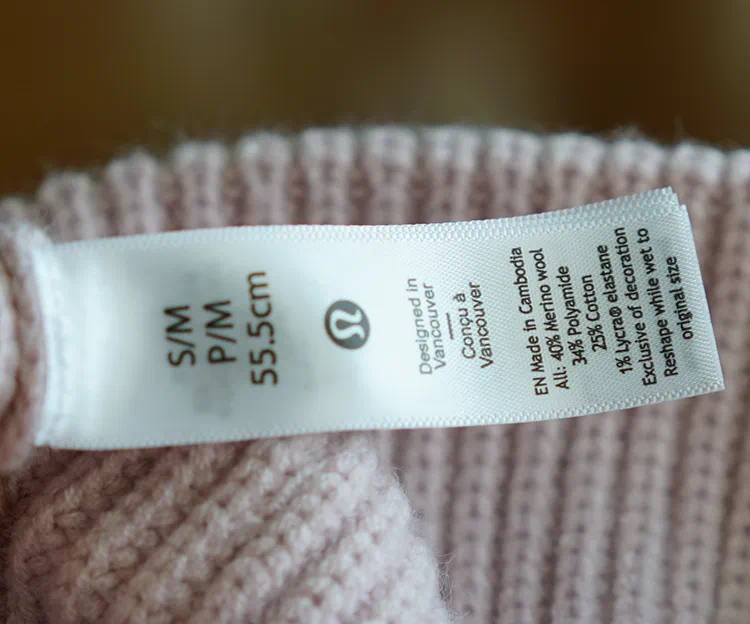 S/M
P/M
55.5cm
Designed in
Vancouver
—
Conçu à
Vancouver
EN Made in Cambodia
All: 40% Merino wool
34% Polyamide
25% Cotton
1% Lycra® elastane
Exclusive of decoration
Reshape while wet to
original size